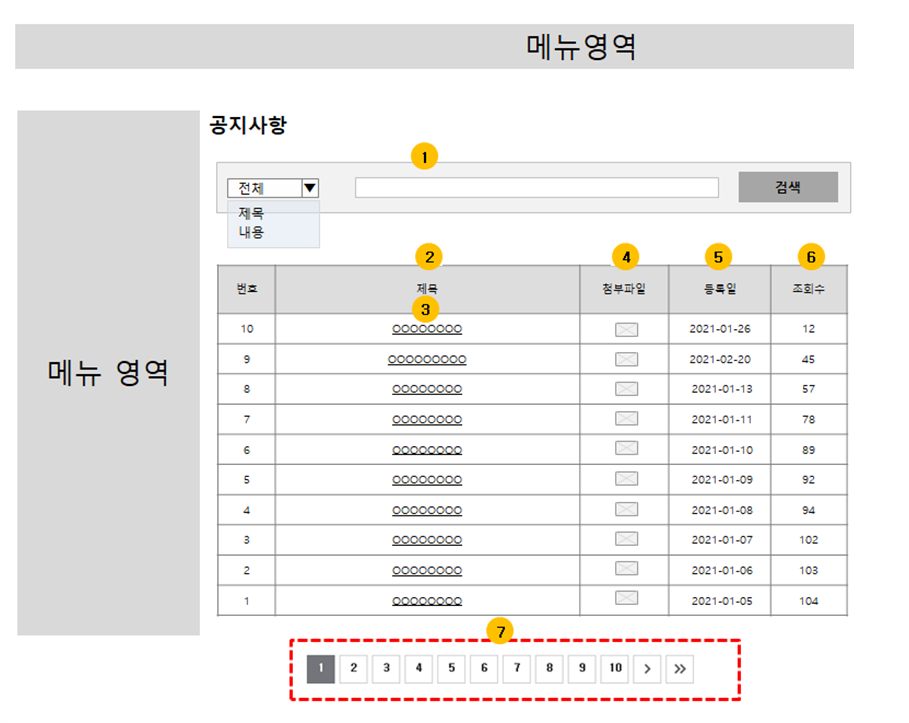 메뉴영역
메뉴 영역
공지사항
1
전체 ▼ 검색
제목
내용
2 4 5 6
번호 제목 첨부파일 등록일 조회수
3
10 OOOOOOOO 2021-01-26 12
9 OOOOOOOOO 2021-02-20 45
8 OOOOOOOO 2021-01-13 57
7 OOOOOOOO 2021-01-11 78
6 OOOOOOOO 2021-01-10 89
5 OOOOOOOO 2021-01-09 92
4 OOOOOOOO 2021-01-08 94
3 OOOOOOOO 2021-01-07 102
2 OOOOOOOO 2021-01-06 103
1 OOOOOOOO 2021-01-05 104
7
1 2 3 4 5 6 7 8 9 10 > >>